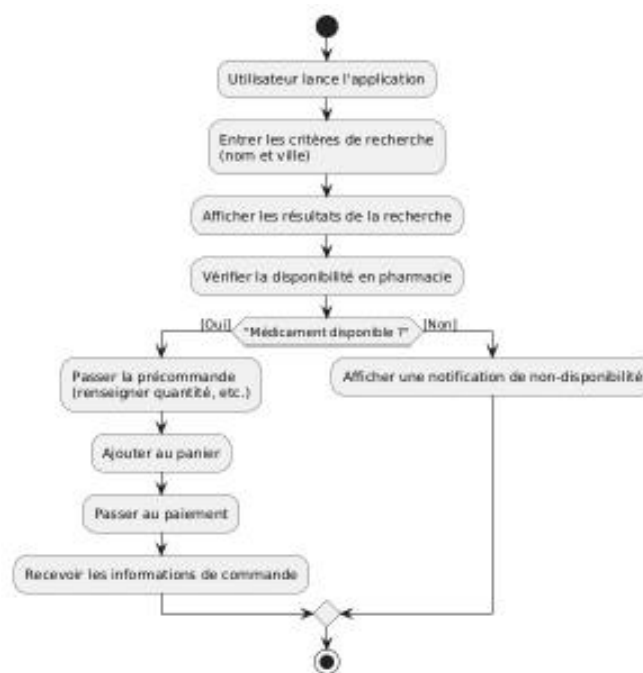 Utilisateur lance l'application
Entrer les critères de recherche
(nom et ville)
Afficher les résultats de la recherche
Vérifier la disponibilité en pharmacie
[Oui] "Médicament disponible ?" [Non]
Passer la précommande
(renseigner quantité, etc.)
Afficher une notification de non-disponibilité
Ajouter au panier
Passer au paiement
Recevoir les informations de commande